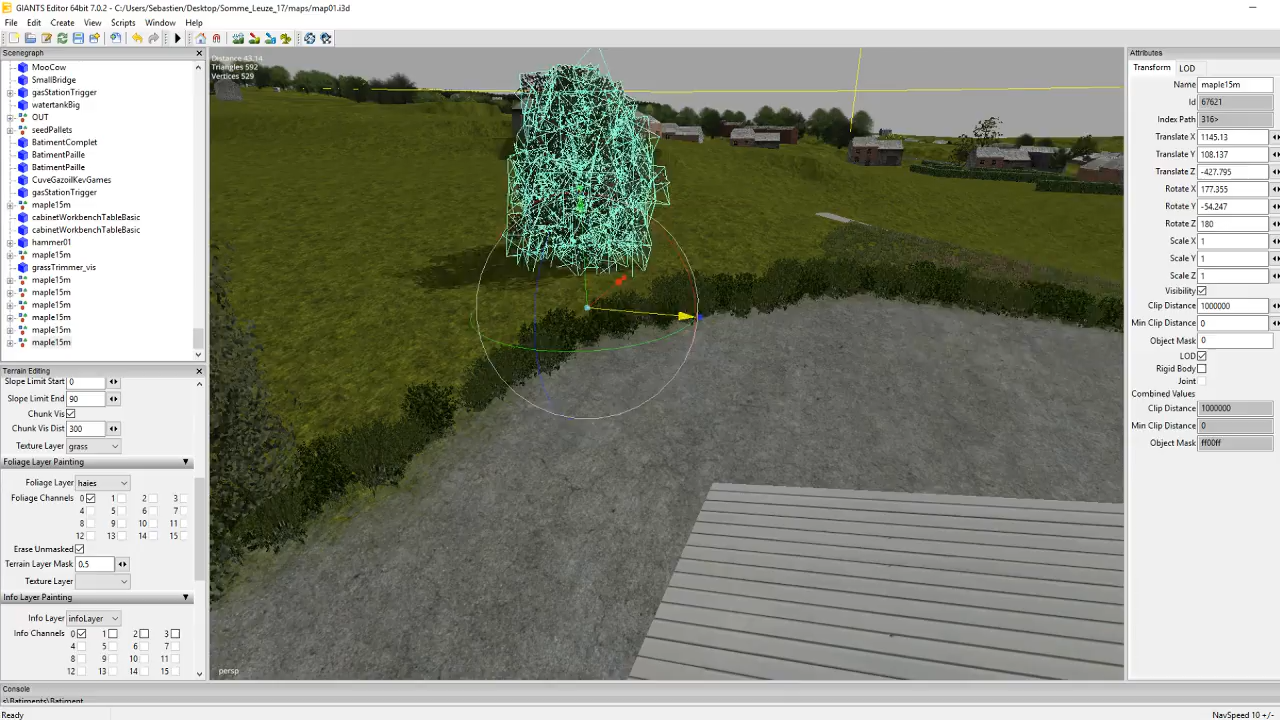 GIANTS Editor 64bit 7.0.2 - C:/Users/Sebastien/Desktop/Somme_Leuze_17/maps/map01.i3d
File Edit Create View Scripts Window Help
Scenegraph
MooCow
SmallBridge
gasStationTrigger
watertankBig
OUT
seedPallets
BatimentComplet
BatimentPaille
BatimentPaille
CuveGazoilKevGames
gasStationTrigger
maple15m
cabinetWorkbenchTableBasic
cabinetWorkbenchTableBasic
hammer01
maple15m
grassTrimmer_vis
maple15m
maple15m
maple15m
maple15m
maple15m
maple15m
Terrain Editing
Slope Limit Start 0
Slope Limit End 90
Chunk Vis
Chunk Vis Dist 300
Texture Layer grass
Foliage Layer Painting
Foliage Layer haies
Foliage Channels 0 1 2 3
4 5 6 7
8 9 10 11
12 13 14 15
Erase Unmasked
Terrain Layer Mask 0.5
Texture Layer
Info Layer Painting
Info Layer infoLayer
Info Channels 0 1 2 3
4 5 6 7
8 9 10 11
12 13 14 15
Distance 43.14
Triangles 592
Vertices 529
persp
Attributes
Transform LOD
Name maple15m
Id 67621
Index Path 316>
Translate X 1145.13
Translate Y 108.137
Translate Z -427.795
Rotate X 177.355
Rotate Y -54.247
Rotate Z 180
Scale X 1
Scale Y 1
Scale Z 1
Visibility
Clip Distance 1000000
Min Clip Distance 0
Object Mask 0
LOD
Rigid Body
Joint
Combined Values
Clip Distance 1000000
Min Clip Distance 0
Object Mask ff00ff
Console
s\Batiments\Batiment
Ready
NavSpeed 10 +/-